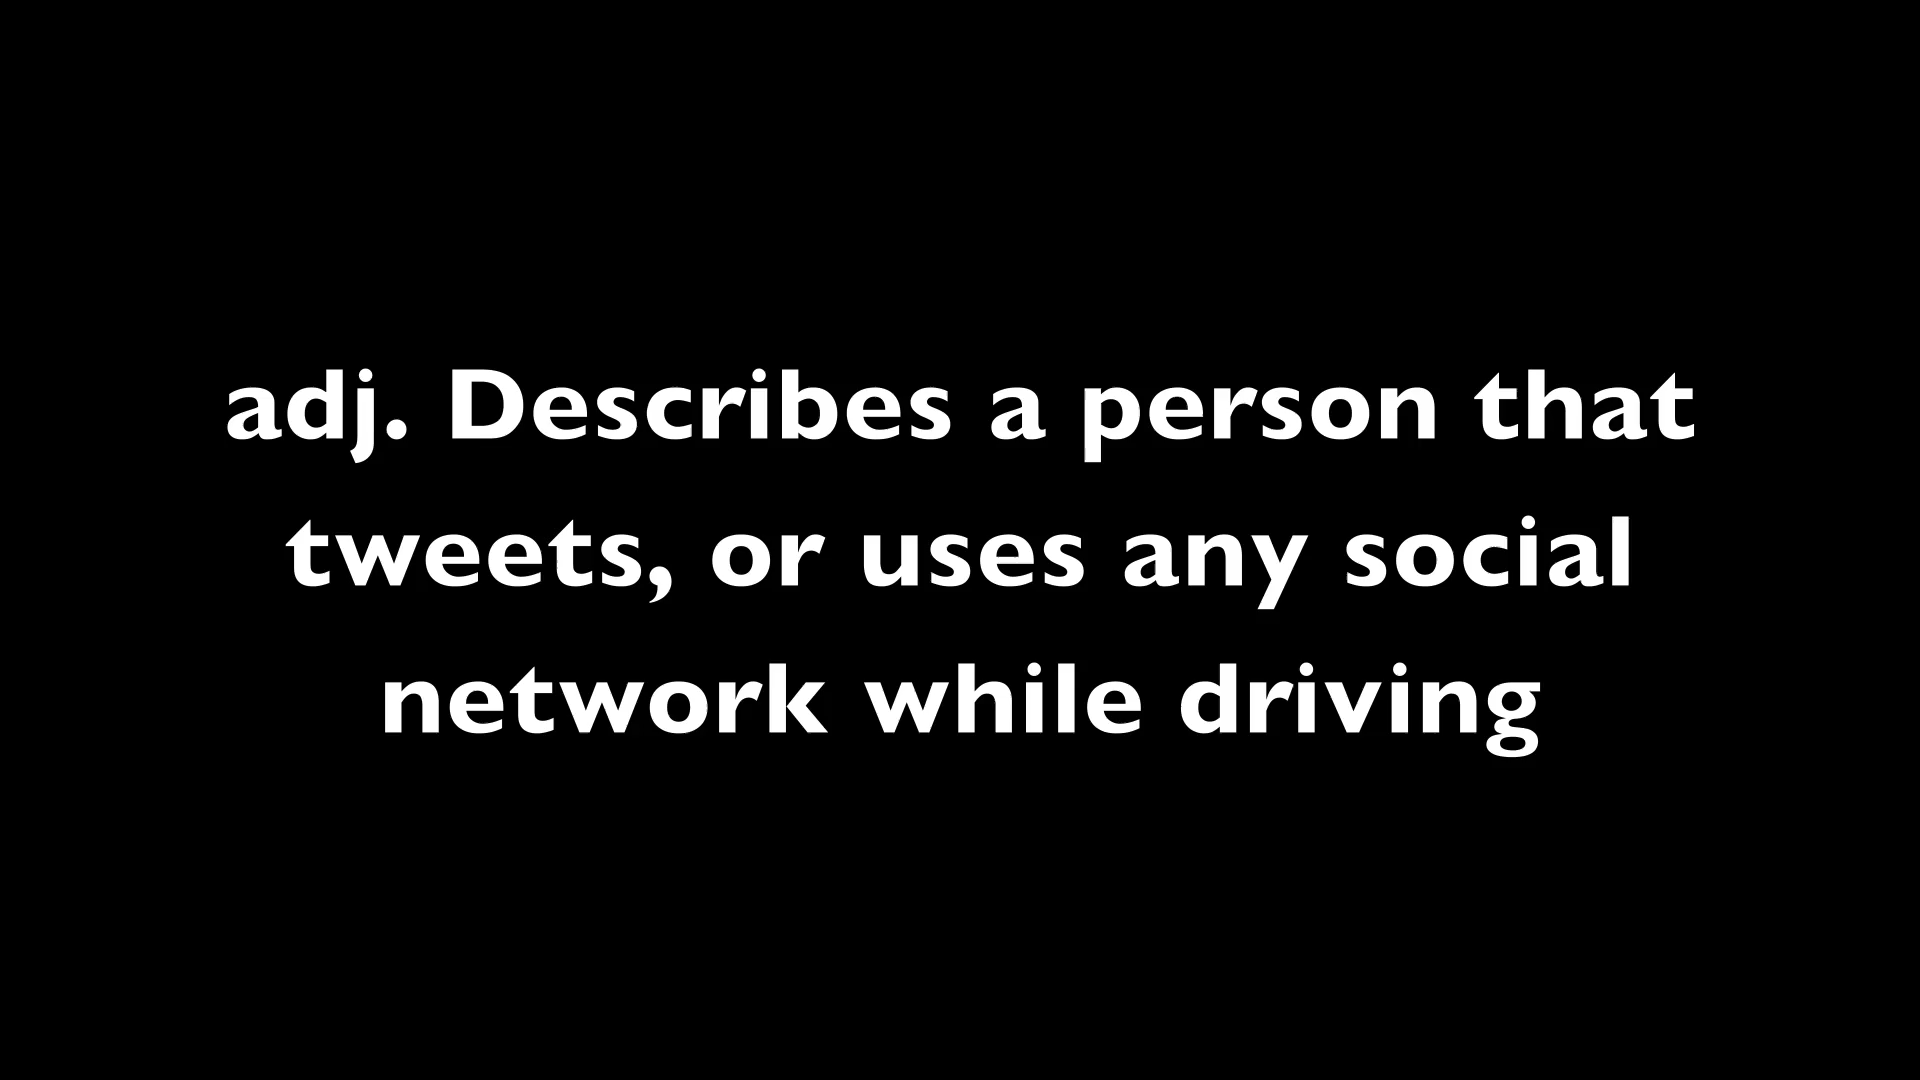 adj. Describes a person that
tweets, or uses any social
network while driving